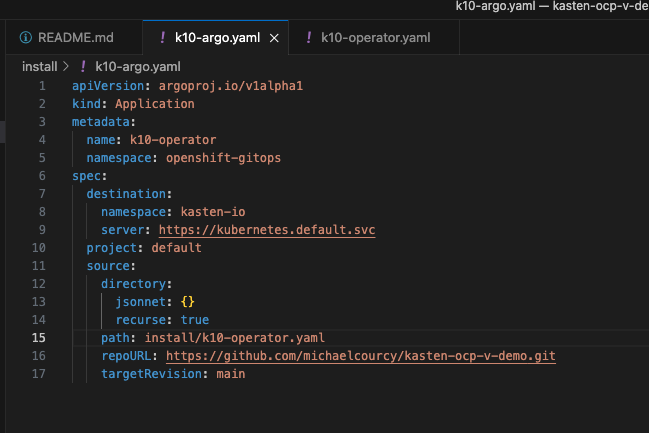 k10-argo.yaml — kasten-ocp-v-de
README.md
! k10-argo.yaml ×
! k10-operator.yaml
install > ! k10-argo.yaml
1 apiVersion: argoproj.io/v1alpha1
2 kind: Application
3 metadata:
4 name: k10-operator
5 namespace: openshift-gitops
6 spec:
7 destination:
8 namespace: kasten-io
9 server: https://kubernetes.default.svc
10 project: default
11 source:
12 directory:
13 jsonnet: {}
14 recurse: true
15 path: install/k10-operator.yaml
16 repoURL: https://github.com/michaelcourcy/kasten-ocp-v-demo.git
17 targetRevision: main